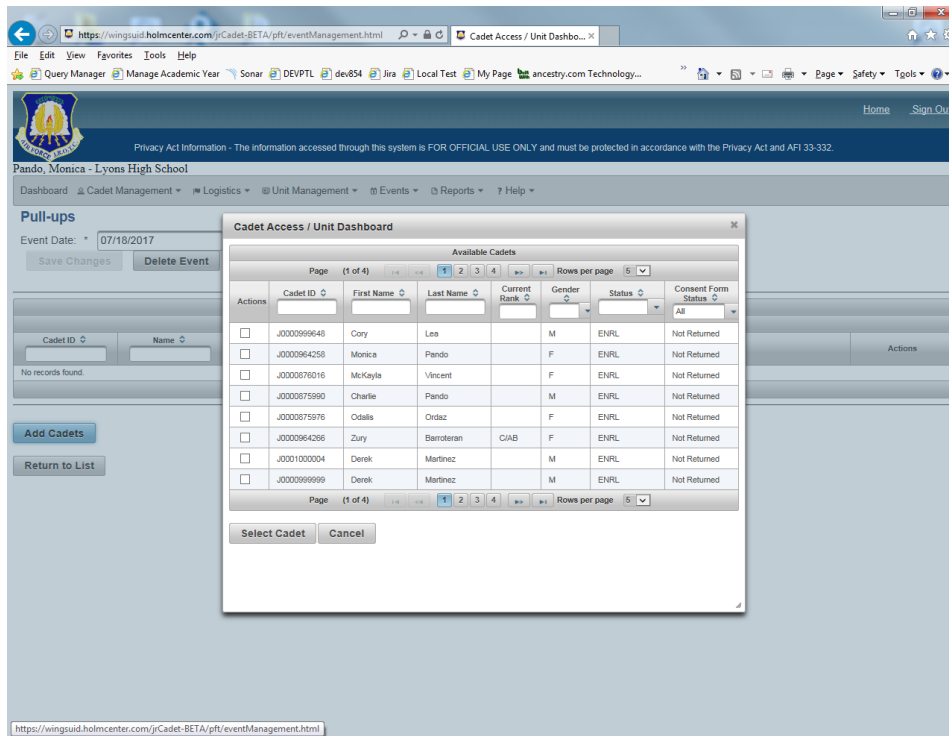 https://wingsuid.holmcenter.com/jrCadet-BETA/pft/eventManagement.html
Cadet Access / Unit Dashbo... ×
File Edit View Favorites Tools Help
Query Manager Manage Academic Year Sonar DEVPTL dev854 Jira Local Test My Page ancestry.com Technology... » Page Safety Tools
Home Sign Ou
AIR FORCE JROTC
Privacy Act Information - The information accessed through this system is FOR OFFICIAL USE ONLY and must be protected in accordance with the Privacy Act and AFI 33-332.
Pando, Monica - Lyons High School
Dashboard Cadet Management Logistics Unit Management Events Reports ? Help
Pull-ups
Event Date: * 07/18/2017
Save Changes Delete Event
Cadet ID Name Actions
No records found.
Add Cadets
Return to List
Cadet Access / Unit Dashboard
Available Cadets
Page (1 of 4) 1 2 3 4 Rows per page 5
Actions Cadet ID First Name Last Name Current Rank Gender Status Consent Form Status
All
J0000999648 Cory Lea M ENRL Not Returned
J0000964258 Monica Pando F ENRL Not Returned
J0000876016 McKayla Vincent F ENRL Not Returned
J0000875990 Charlie Pando M ENRL Not Returned
J0000875976 Odalis Ordaz F ENRL Not Returned
J0000964266 Zury Barroteran C/AB F ENRL Not Returned
J0001000004 Derek Martinez M ENRL Not Returned
J0000999999 Derek Martinez M ENRL Not Returned
Page (1 of 4) 1 2 3 4 Rows per page 5
Select Cadet Cancel
https://wingsuid.holmcenter.com/jrCadet-BETA/pft/eventManagement.html